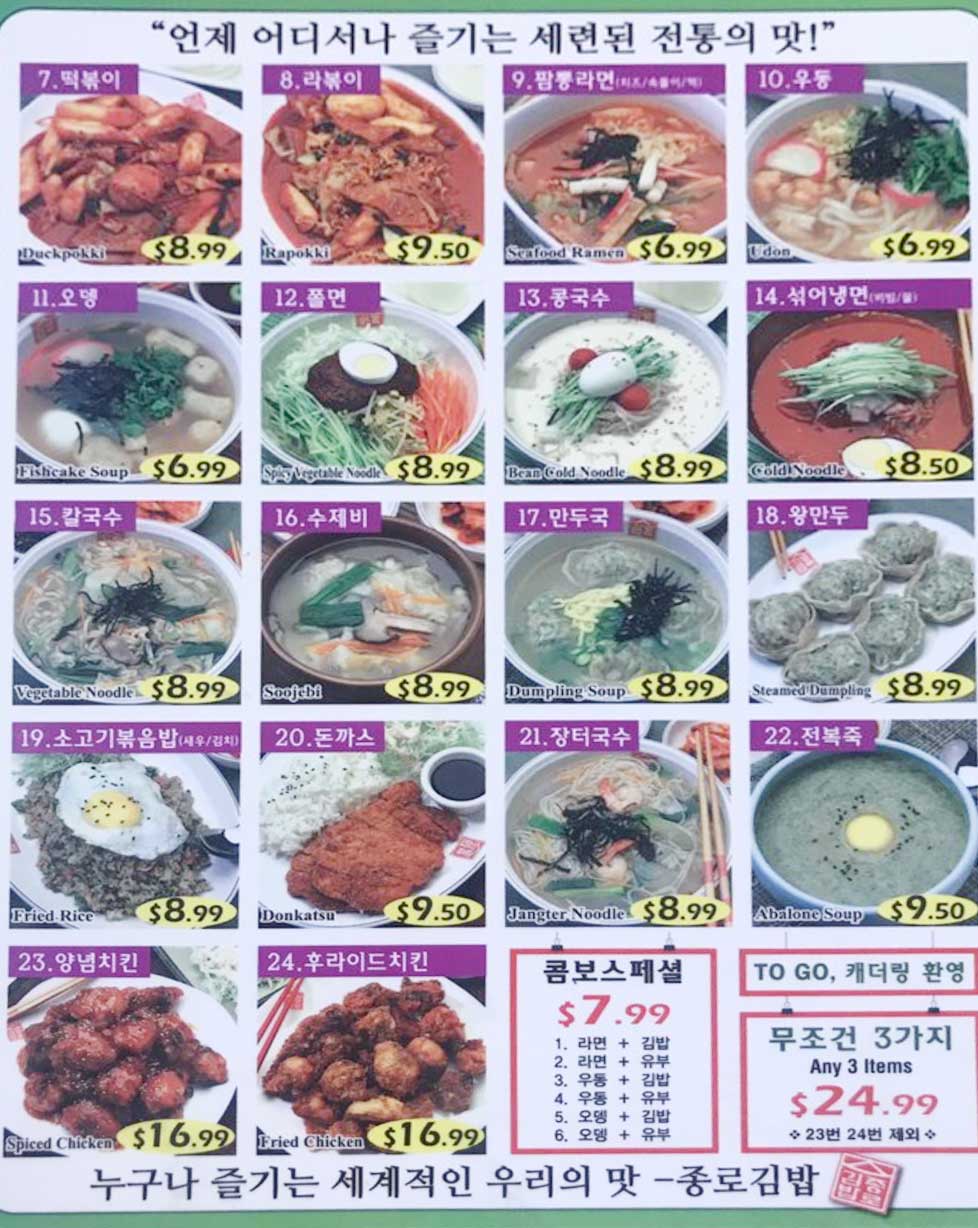 “언제 어디서나 즐기는 세련된 전통의 맛!”
7.떡볶이
Duckpokki
$8.99
8.라볶이
Rapokki
$9.50
9.짬뽕라면(치즈/속풀이/떡)
Seafood Ramen
$6.99
10.우동
Udon
$6.99
11.오뎅
Fishcake Soup
$6.99
12.쫄면
Spicy Vegetable Noodle
$8.99
13.콩국수
Bean Cold Noodle
$8.99
14.섞어냉면(비빔/물)
Cold Noodle
$8.50
15.칼국수
Vegetable Noodle
$8.99
16.수제비
Soojebi
$8.99
17.만두국
Dumpling Soup
$8.99
18.왕만두
Steamed Dumpling
$8.99
19.소고기볶음밥(새우/김치)
Fried Rice
$8.99
20.돈까스
Donkatsu
$9.50
21.장터국수
Jangter Noodle
$8.99
22.전복죽
Abalone Soup
$9.50
23.양념치킨
Spiced Chicken
$16.99
24.후라이드치킨
Fried Chicken
$16.99
콤보스페셜
$7.99
1. 라면 + 김밥
2. 라면 + 유부
3. 우동 + 김밥
4. 우동 + 유부
5. 오뎅 + 김밥
6. 오뎅 + 유부
TO GO, 캐더링 환영
무조건 3가지
Any 3 Items
$24.99
❖ 23번 24번 제외 ❖
누구나 즐기는 세계적인 우리의 맛 -종로김밥